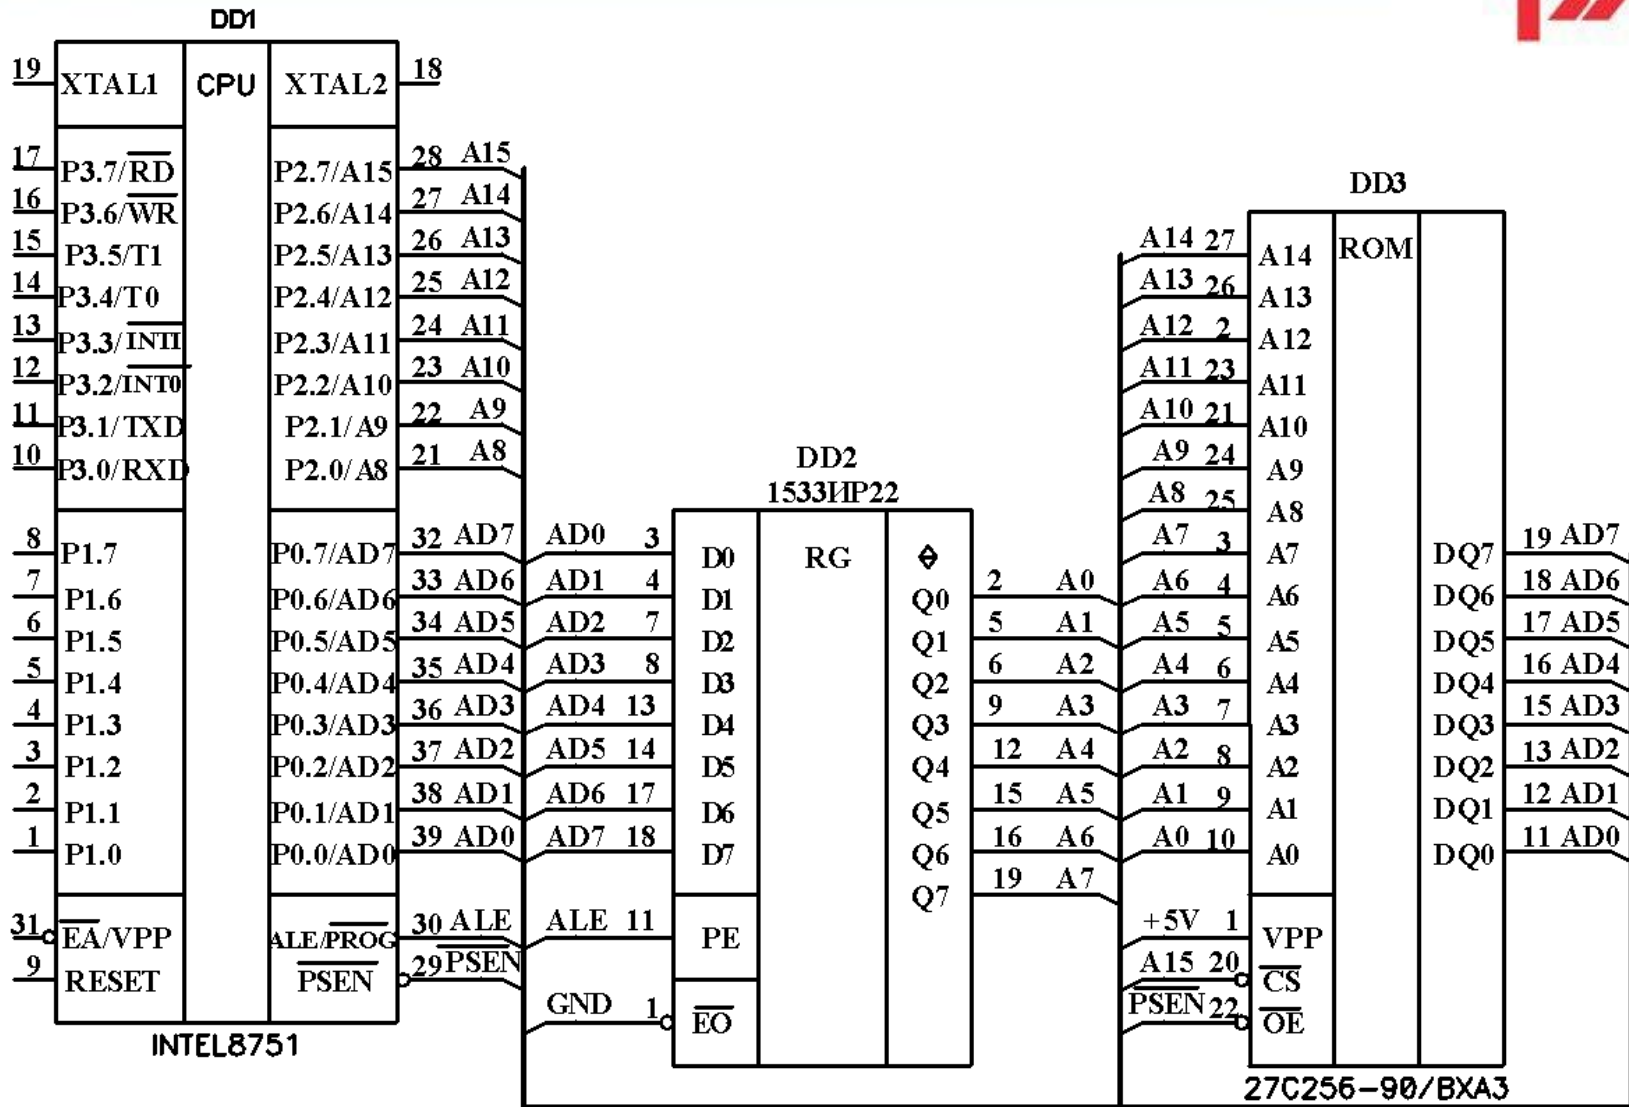 DD1
19 XTAL1 CPU XTAL2 18
17 P3.7/RD P2.7/A15 28 A15
16 P3.6/WR P2.6/A14 27 A14
15 P3.5/T1 P2.5/A13 26 A13
14 P3.4/T0 P2.4/A12 25 A12
13 P3.3/INTI P2.3/A11 24 A11
12 P3.2/INT0 P2.2/A10 23 A10
11 P3.1/TXD P2.1/A9 22 A9
10 P3.0/RXD P2.0/A8 21 A8
8 P1.7 P0.7/AD7 32 AD7
7 P1.6 P0.6/AD6 33 AD6
6 P1.5 P0.5/AD5 34 AD5
5 P1.4 P0.4/AD4 35 AD4
4 P1.3 P0.3/AD3 36 AD3
3 P1.2 P0.2/AD2 37 AD2
2 P1.1 P0.1/AD1 38 AD1
1 P1.0 P0.0/AD0 39 AD0
31 EA/VPP ALE/PROG 30 ALE
9 RESET PSEN 29 PSEN
INTEL8751
DD2
1533ИР22
AD0 3 D0 RG
AD1 4 D1 Q0 2 A0
AD2 7 D2 Q1 5 A1
AD3 8 D3 Q2 6 A2
AD4 13 D4 Q3 9 A3
AD5 14 D5 Q4 12 A4
AD6 17 D6 Q5 15 A5
AD7 18 D7 Q6 16 A6
Q7 19 A7
ALE 11 PE
GND 1 EO
DD3
A14 27 A14 ROM
A13 26 A13
A12 2 A12
A11 23 A11
A10 21 A10
A9 24 A9
A8 25 A8
A7 3 A7 DQ7 19 AD7
A6 4 A6 DQ6 18 AD6
A5 5 A5 DQ5 17 AD5
A4 6 A4 DQ4 16 AD4
A3 7 A3 DQ3 15 AD3
A2 8 A2 DQ2 13 AD2
A1 9 A1 DQ1 12 AD1
A0 10 A0 DQ0 11 AD0
+5V 1 VPP
A15 20 CS
PSEN 22 OE
27C256-90/BXA3